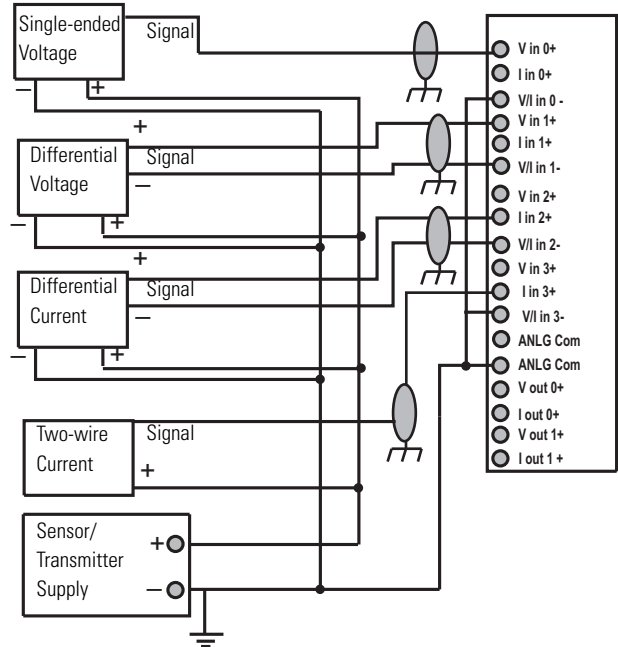 Single-ended
Voltage
Signal
−
+
+
Differential
Voltage
Signal
−
−
+
+
Differential
Current
Signal
−
−
+
Two-wire
Current
Signal
+
Sensor/
Transmitter
Supply
+
−
V in 0+
I in 0+
V/I in 0 -
V in 1+
I in 1+
V/I in 1-
V in 2+
I in 2+
V/I in 2-
V in 3+
I in 3+
V/I in 3-
ANLG Com
ANLG Com
V out 0+
I out 0+
V out 1+
I out 1 +